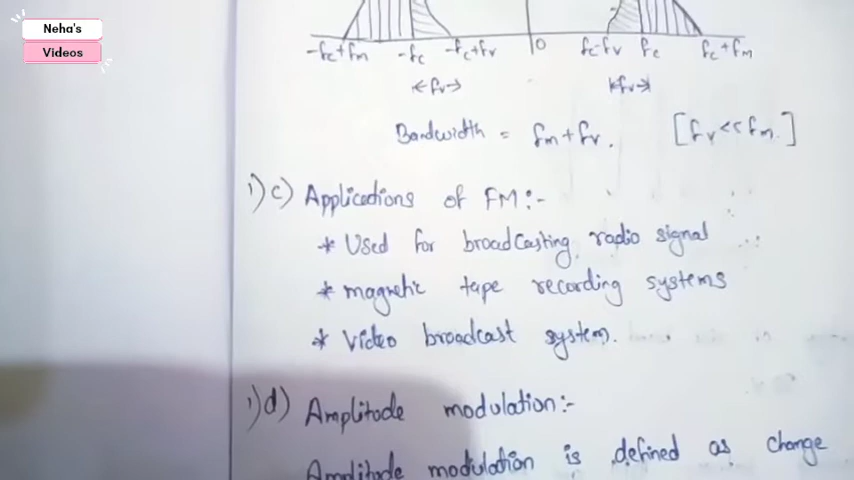 Neha's
Videos
-fc+fm -fc -fc+fv 0 fc-fv fc fc+fm
<fv> fv
Bandwidth = fm+fv. [fv<<fm.]
1)c) Applications of FM:-
* Used for broadcasting radio signal
* magnetic tape recording systems
* Video broadcast system.
1)d) Amplitude modulation:-
Amplitude modulation is defined as change